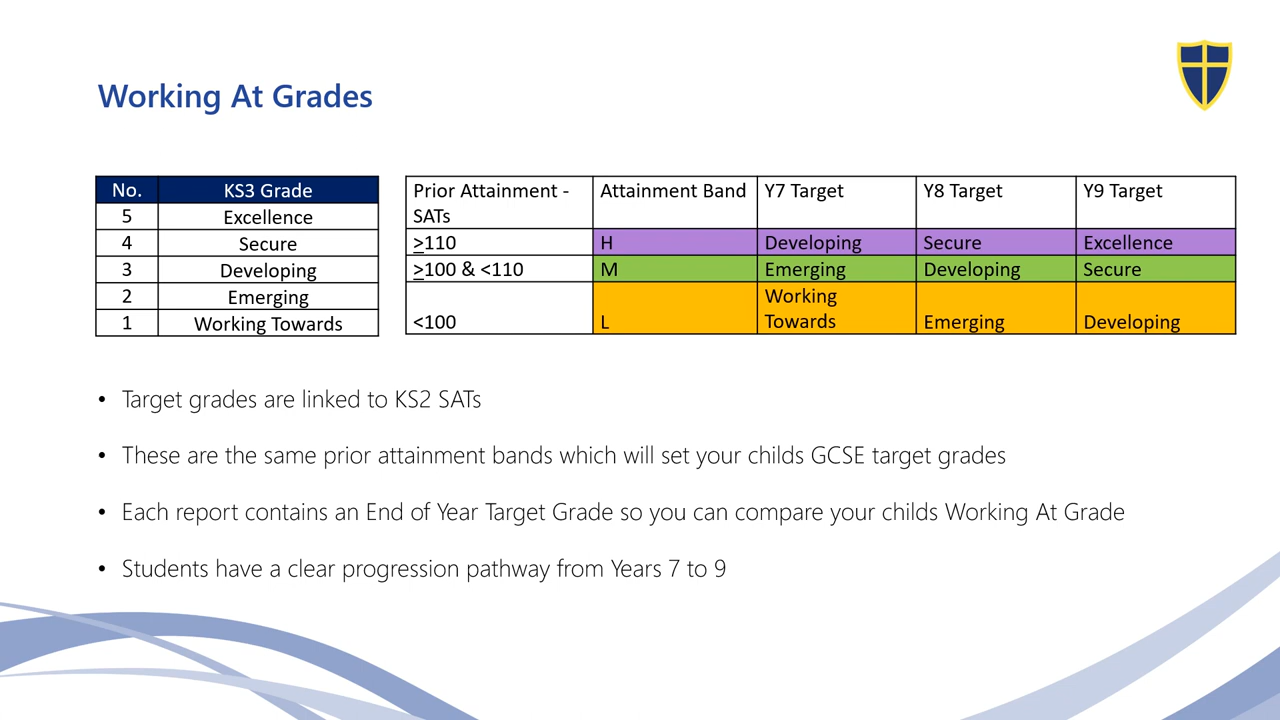 Working At Grades
No. KS3 Grade
5 Excellence
4 Secure
3 Developing
2 Emerging
1 Working Towards
Prior Attainment - SATs Attainment Band Y7 Target Y8 Target Y9 Target
≥110 H Developing Secure Excellence
≥100 & <110 M Emerging Developing Secure
<100 L Working Towards Emerging Developing
• Target grades are linked to KS2 SATs
• These are the same prior attainment bands which will set your childs GCSE target grades
• Each report contains an End of Year Target Grade so you can compare your childs Working At Grade
• Students have a clear progression pathway from Years 7 to 9